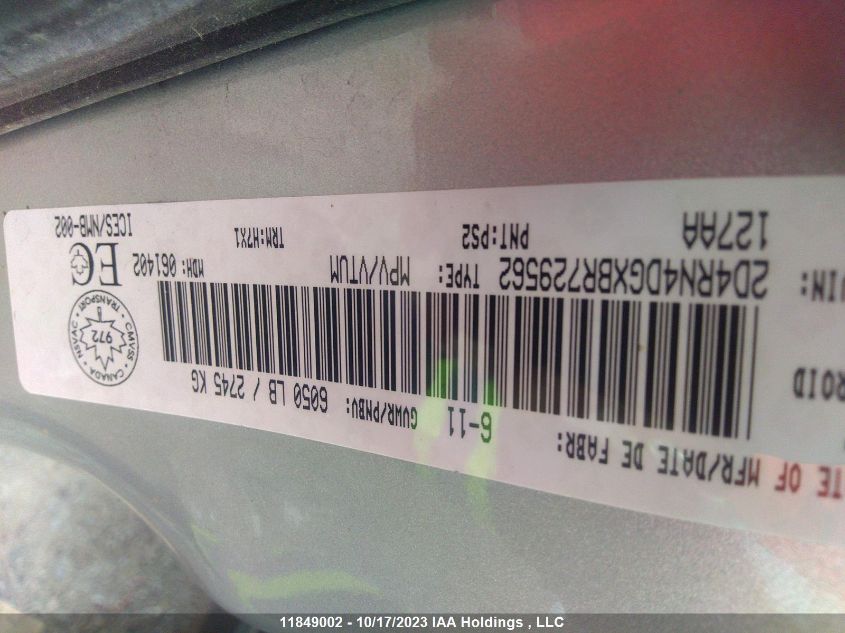 TE OF MFR/DATE DE FABR: 6-11 GVWR/PNBV: 6050 LB / 2745 KG
ROID
VIN: 2D4RN4DGXBR729562 TYPE: MPV/VTUM MDH: 061402
127AA PNT:PS2 TRM:H7X1
TRANSPORT • CMVSS • CANADA • NSVAC •
972
EC
ICES/NMB-002
11849002 - 10/17/2023 IAA Holdings , LLC